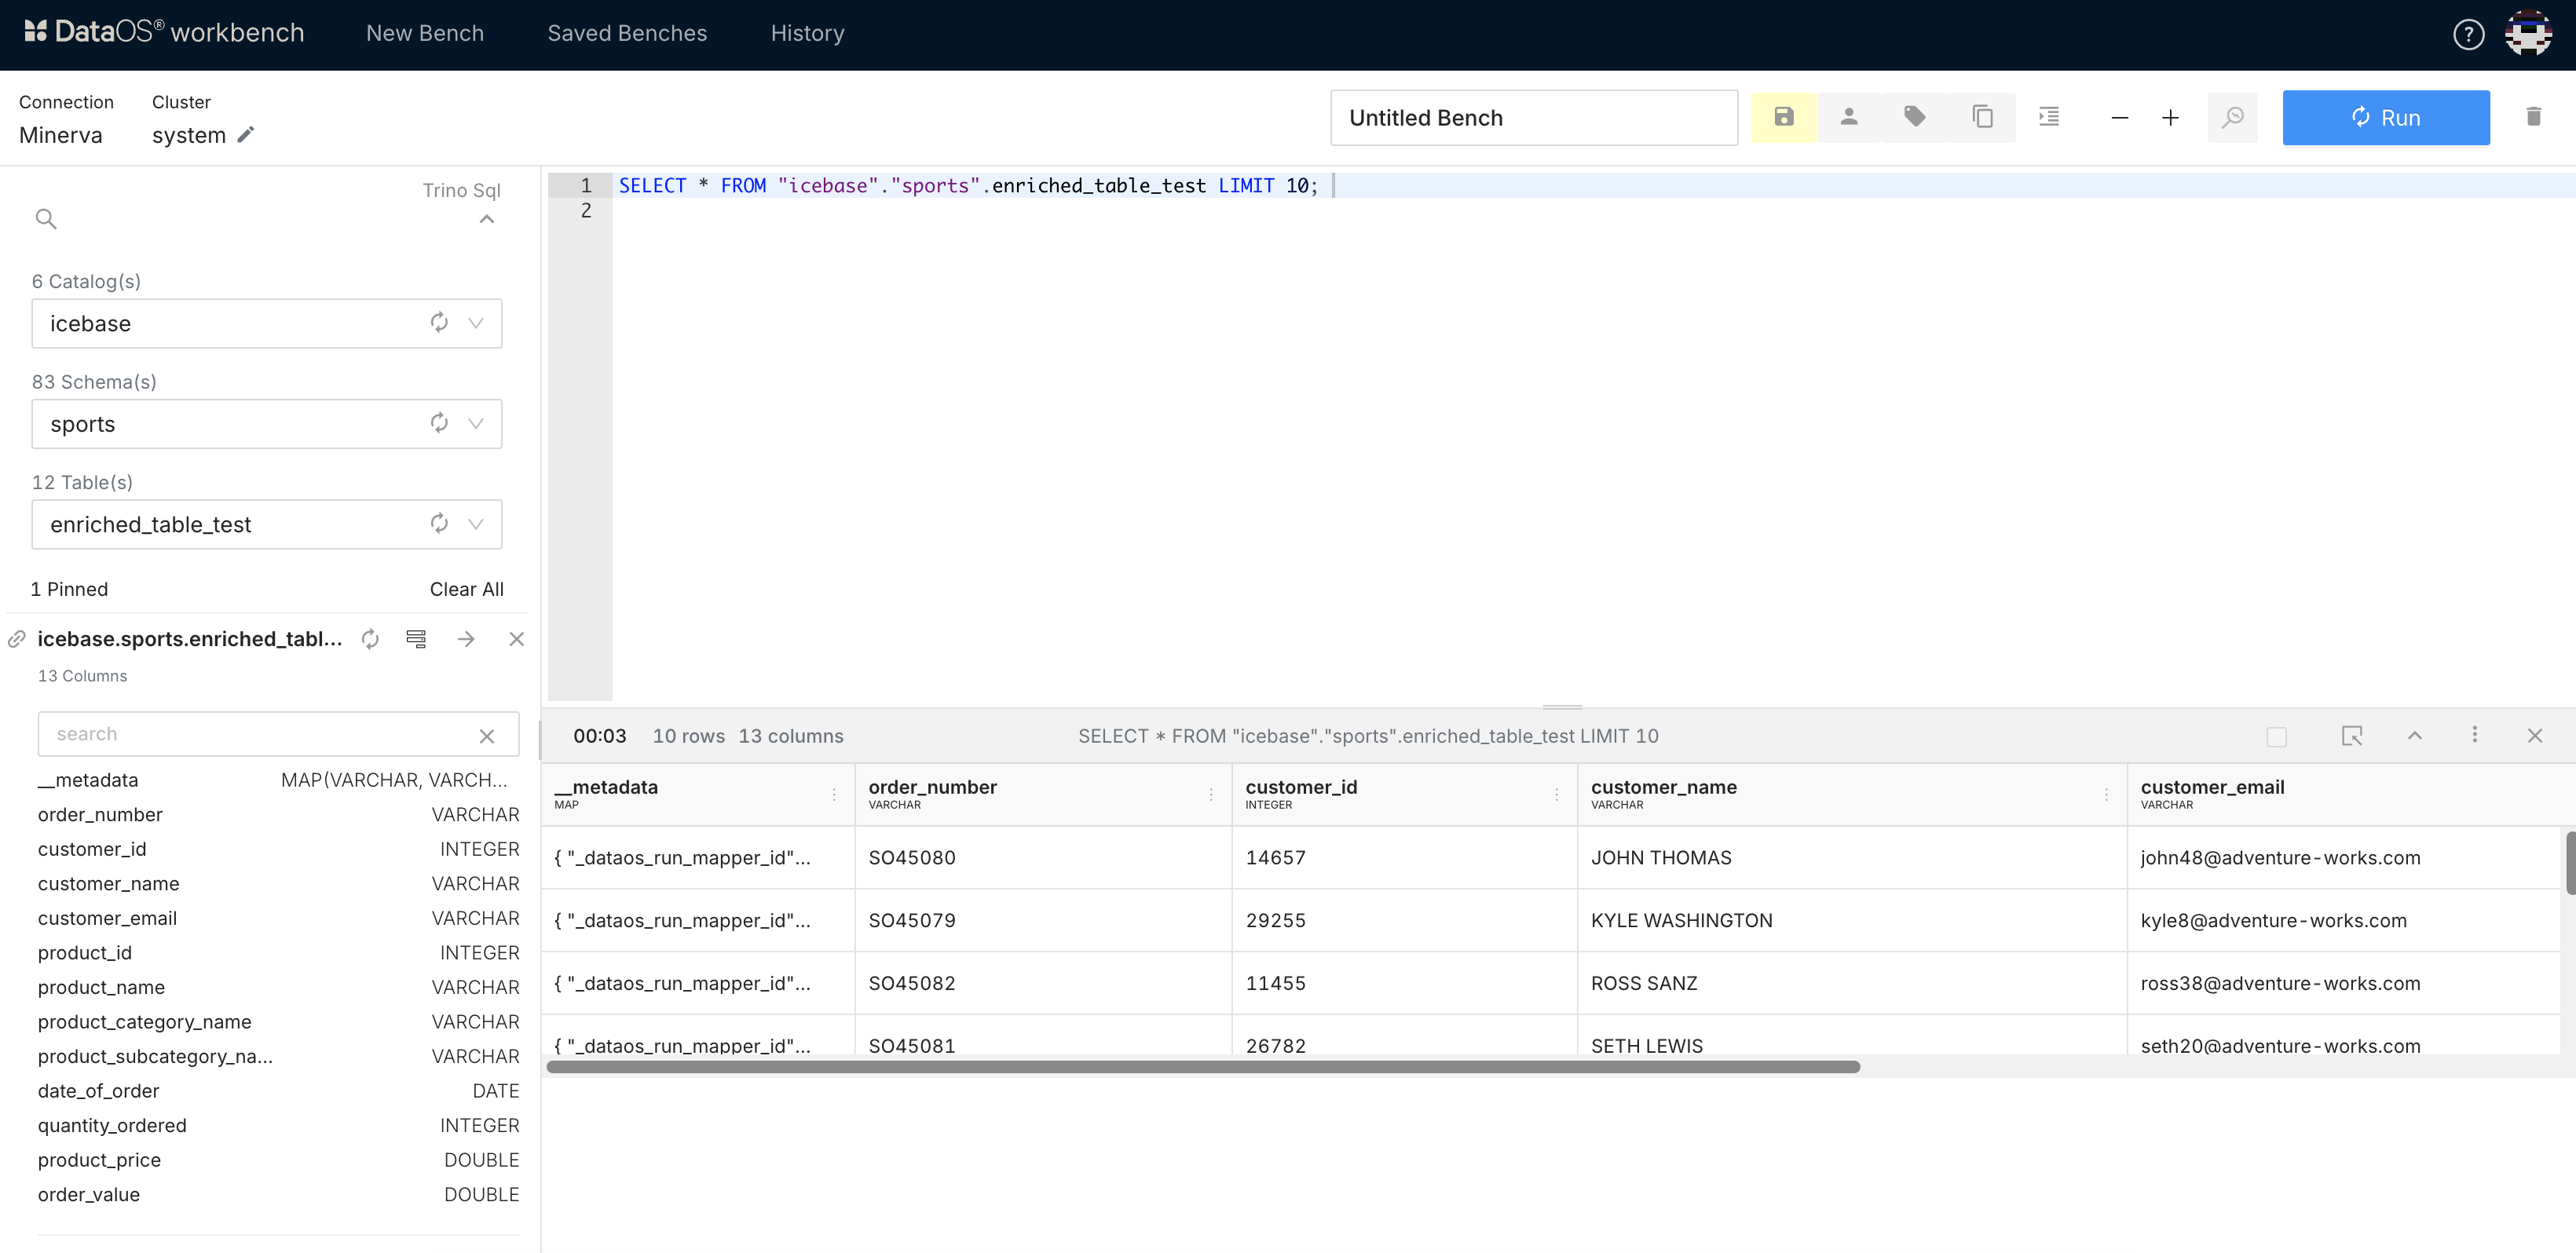 DataOS® workbench New Bench Saved Benches History ?
Connection Cluster
Minerva system
Untitled Bench
Run
Trino Sql
6 Catalog(s)
icebase
83 Schema(s)
sports
12 Table(s)
enriched_table_test
1 Pinned Clear All
icebase.sports.enriched_tabl...
13 Columns
search
__metadata MAP(VARCHAR, VARCH...
order_number VARCHAR
customer_id INTEGER
customer_name VARCHAR
customer_email VARCHAR
product_id INTEGER
product_name VARCHAR
product_category_name VARCHAR
product_subcategory_na... VARCHAR
date_of_order DATE
quantity_ordered INTEGER
product_price DOUBLE
order_value DOUBLE
1 SELECT * FROM "icebase"."sports".enriched_table_test LIMIT 10;
2
00:03 10 rows 13 columns SELECT * FROM "icebase"."sports".enriched_table_test LIMIT 10
__metadata order_number customer_id customer_name customer_email
MAP VARCHAR INTEGER VARCHAR VARCHAR
{ "_dataos_run_mapper_id"... SO45080 14657 JOHN THOMAS john48@adventure-works.com
{ "_dataos_run_mapper_id"... SO45079 29255 KYLE WASHINGTON kyle8@adventure-works.com
{ "_dataos_run_mapper_id"... SO45082 11455 ROSS SANZ ross38@adventure-works.com
{ "_dataos_run_mapper_id"... SO45081 26782 SETH LEWIS seth20@adventure-works.com